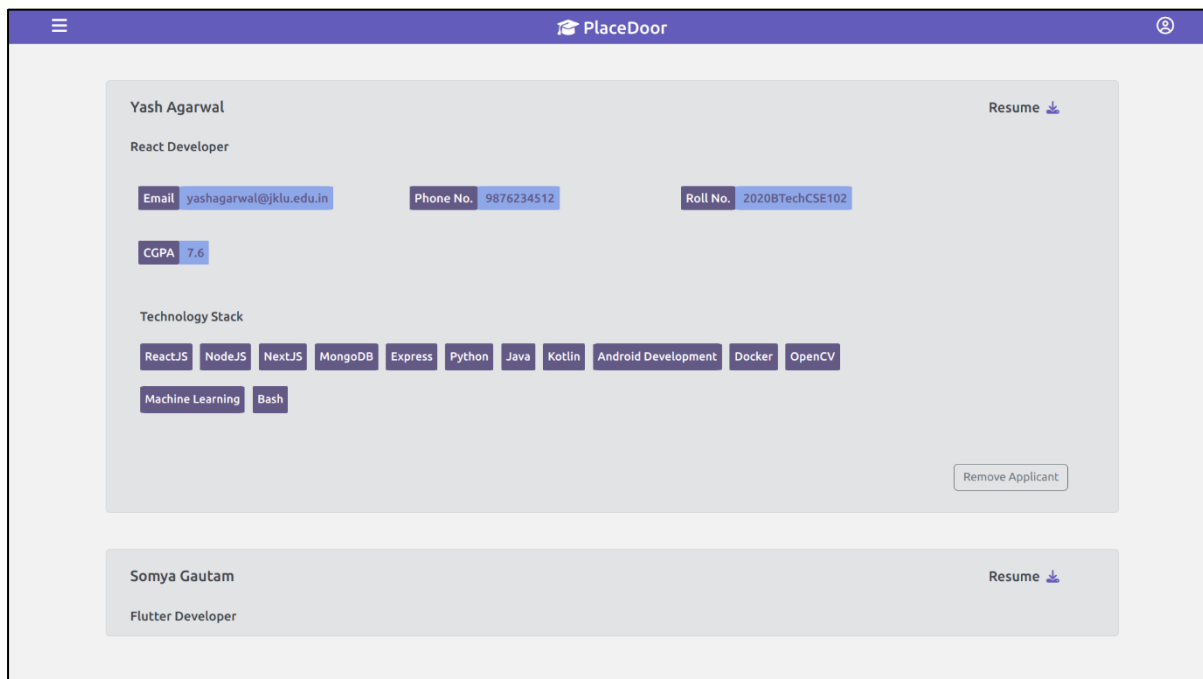 PlaceDoor
Yash Agarwal Resume
React Developer
Email yashagarwal@jklu.edu.in Phone No. 9876234512 Roll No. 2020BTechCSE102
CGPA 7.6
Technology Stack
ReactJS NodeJS NextJS MongoDB Express Python Java Kotlin Android Development Docker OpenCV
Machine Learning Bash
Remove Applicant
Somya Gautam Resume
Flutter Developer